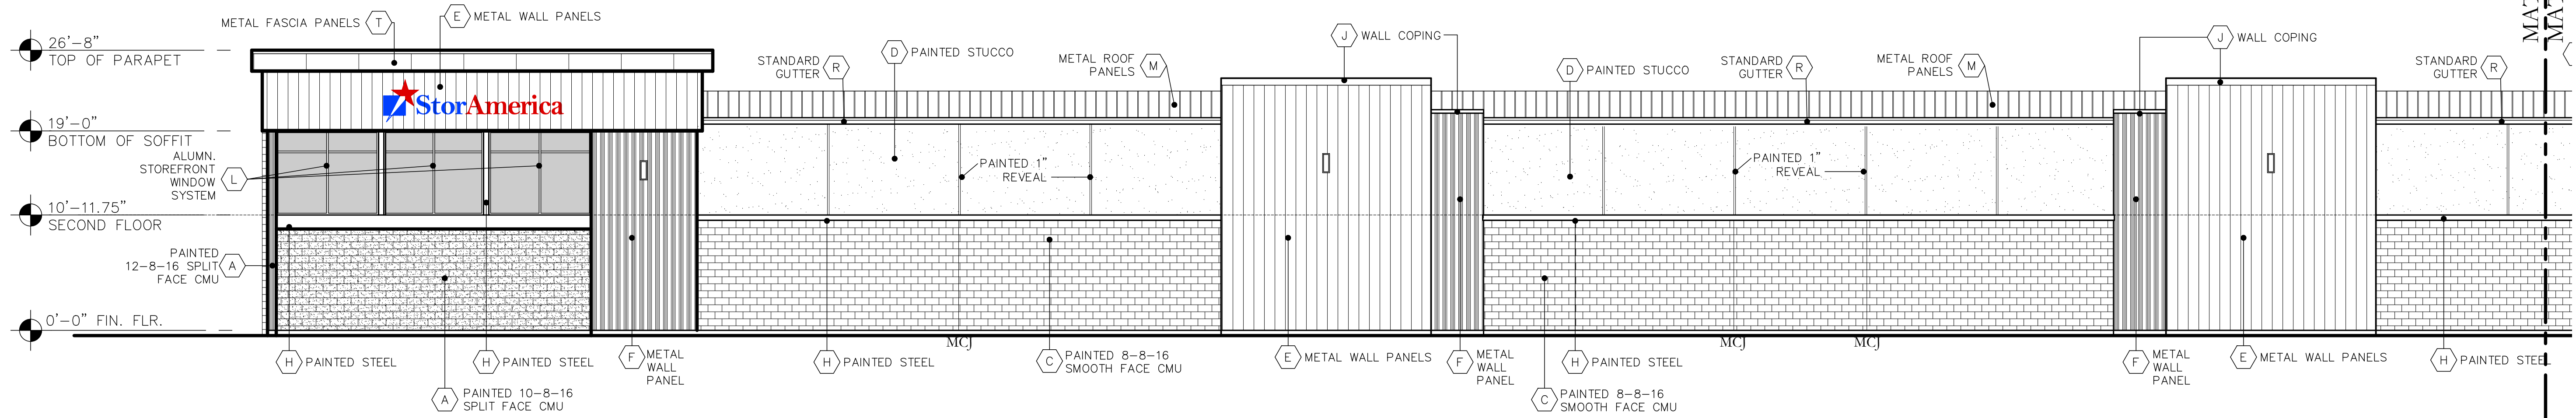 METAL FASCIA PANELS T
E METAL WALL PANELS
26'-8"
TOP OF PARAPET
StorAmerica
19'-0"
BOTTOM OF SOFFIT
ALUMN.
STOREFRONT
WINDOW
SYSTEM
L
10'-11.75"
SECOND FLOOR
PAINTED
12-8-16 SPLIT
FACE CMU
A
0'-0" FIN. FLR.
STANDARD
GUTTER
R
D PAINTED STUCCO
METAL ROOF
PANELS
M
PAINTED 1"
REVEAL
J WALL COPING
D PAINTED STUCCO
STANDARD
GUTTER
R
METAL ROOF
PANELS
M
PAINTED 1"
REVEAL
J WALL COPING
STANDARD
GUTTER
R
MAT
MAT
H PAINTED STEEL
H PAINTED STEEL
F METAL
WALL
PANEL
A PAINTED 10-8-16
SPLIT FACE CMU
H PAINTED STEEL
MCJ
C PAINTED 8-8-16
SMOOTH FACE CMU
E METAL WALL PANELS
F METAL
WALL
PANEL
H PAINTED STEEL
C PAINTED 8-8-16
SMOOTH FACE CMU
MCJ
MCJ
F METAL
WALL
PANEL
E METAL WALL PANELS
H PAINTED STEEL